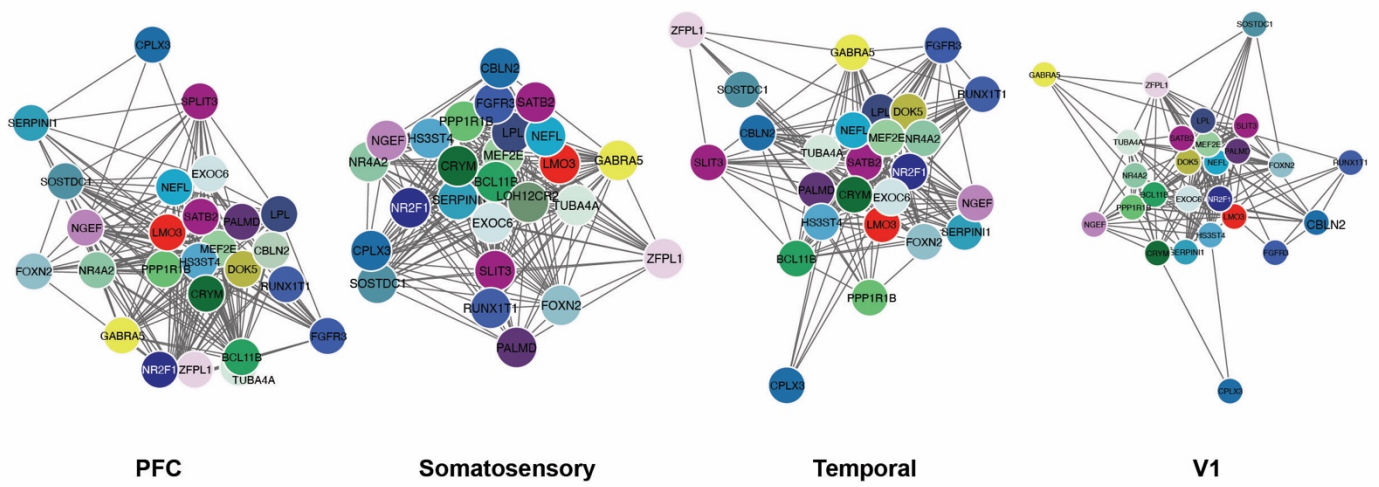 CPLX3
SPLIT3
SERPINI1
EXOC6
SOSTDC1
NEFL
SATB2
PALMD
LPL
NGEF
LMO3
MEF2E
CBLN2
FOXN2
NR4A2
PPP1R1B
HS3ST4
DOK5
RUNX1T1
CRYM
GABRA5
FGFR3
BCL11B
NR2F1
ZFPL1
TUBA4A
PFC
CBLN2
FGFR3
SATB2
PPP1R1B
LPL
NEFL
NGEF
HS3ST4
NR4A2
CRYM
MEF2E
LMO3
GABRA5
BCL11B
NR2F1
SERPIN
LOH12CR2
TUBA4A
EXOC6
CPLX3
ZFPL1
SOSTDC1
SLIT3
RUNX1T1
FOXN2
PALMD
Somatosensory
ZFPL1
GABRA5
FGFR3
SOSTDC1
RUNX1T1
LPL
DOK5
CBLN2
NEFL
MEF2E
NR4A2
TUBA4A
SLIT3
SATB2
NR2F1
PALMD
CRYM
EXOC6
NGEF
HS3ST4
LMO3
SERPINI1
FOXN2
BCL11B
PPP1R1B
CPLX3
Temporal
SOSTDC1
GABRA5
ZFPL1
LPL
SLIT3
TUBA4A
SATB2
MEF2E
PALMD
DOK5
NEFL
FOXN2
RUNX1T1
NR4A2
BCL11B
EXOC6
NR2F1
PPP1R1B
LMO3
NGEF
CBLN2
HS3ST4
CRYM
SERPINI1
FGFR3
CPLX3
V1